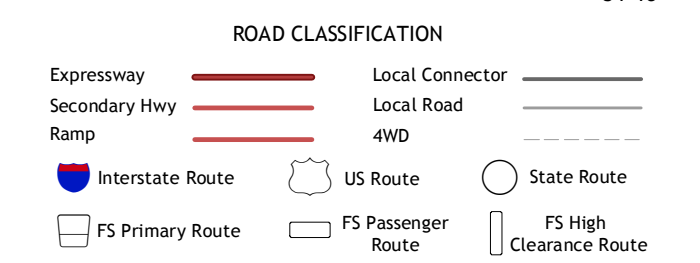 ROAD CLASSIFICATION
Expressway
Local Connector
Secondary Hwy
Local Road
Ramp
4WD
Interstate Route
US Route
State Route
FS Primary Route
FS Passenger
Route
FS High
Clearance Route